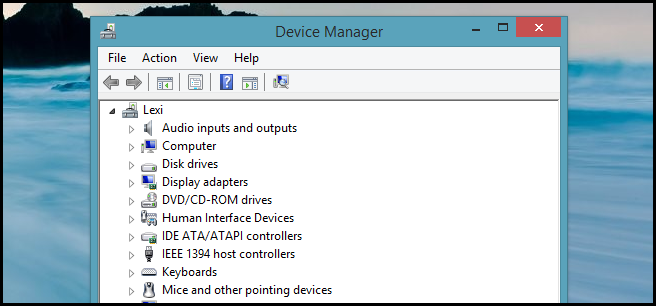 Device Manager
File Action View Help
Lexi
Audio inputs and outputs
Computer
Disk drives
Display adapters
DVD/CD-ROM drives
Human Interface Devices
IDE ATA/ATAPI controllers
IEEE 1394 host controllers
Keyboards
Mice and other pointing devices